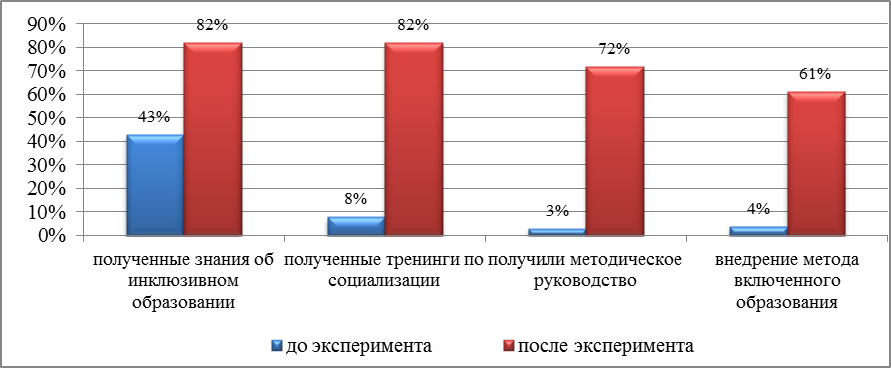 90%
80%
70%
60%
50%
40%
30%
20%
10%
0%
43%
82%
8%
82%
3%
72%
4%
61%
полученные знания об
инклюзивном
образовании
полученные тренинги по
социализации
получили методическое
руководство
внедрение метода
включенного
образования
до эксперимента
после эксперимента